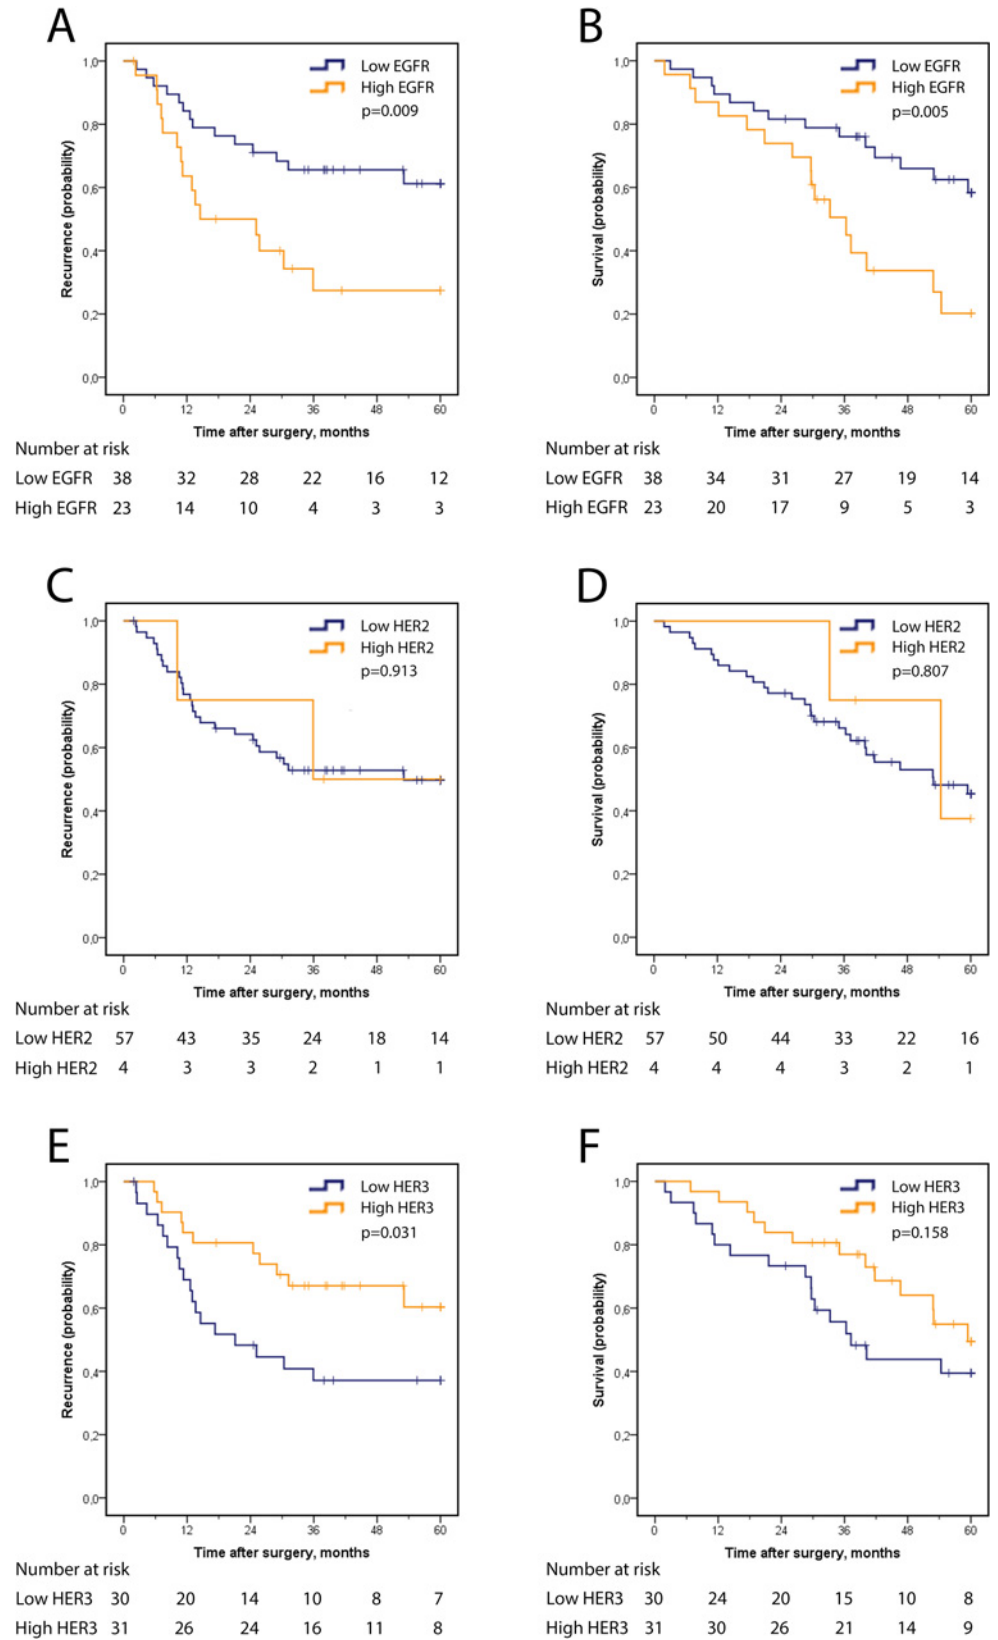 A
Low EGFR
High EGFR
p=0.009
1,0
0,8
0,6
0,4
0,2
0,0
Recurrence (probability)
0 12 24 36 48 60
Time after surgery, months
Number at risk
Low EGFR 38 32 28 22 16 12
High EGFR 23 14 10 4 3 3
B
Low EGFR
High EGFR
p=0.005
1,0
0,8
0,6
0,4
0,2
0,0
Survival (probability)
0 12 24 36 48 60
Time after surgery, months
Number at risk
Low EGFR 38 34 31 27 19 14
High EGFR 23 20 17 9 5 3
C
Low HER2
High HER2
p=0.913
1,0
0,8
0,6
0,4
0,2
0,0
Recurrence (probability)
0 12 24 36 48 60
Time after surgery, months
Number at risk
Low HER2 57 43 35 24 18 14
High HER2 4 3 3 2 1 1
D
Low HER2
High HER2
p=0.807
1,0
0,8
0,6
0,4
0,2
0,0
Survival (probability)
0 12 24 36 48 60
Time after surgery, months
Number at risk
Low HER2 57 50 44 33 22 16
High HER2 4 4 4 3 2 1
E
Low HER3
High HER3
p=0.031
1,0
0,8
0,6
0,4
0,2
0,0
Recurrence (probability)
0 12 24 36 48 60
Time after surgery, months
Number at risk
Low HER3 30 20 14 10 8 7
High HER3 31 26 24 16 11 8
F
Low HER3
High HER3
p=0.158
1,0
0,8
0,6
0,4
0,2
0,0
Survival (probability)
0 12 24 36 48 60
Time after surgery, months
Number at risk
Low HER3 30 24 20 15 10 8
High HER3 31 30 26 21 14 9